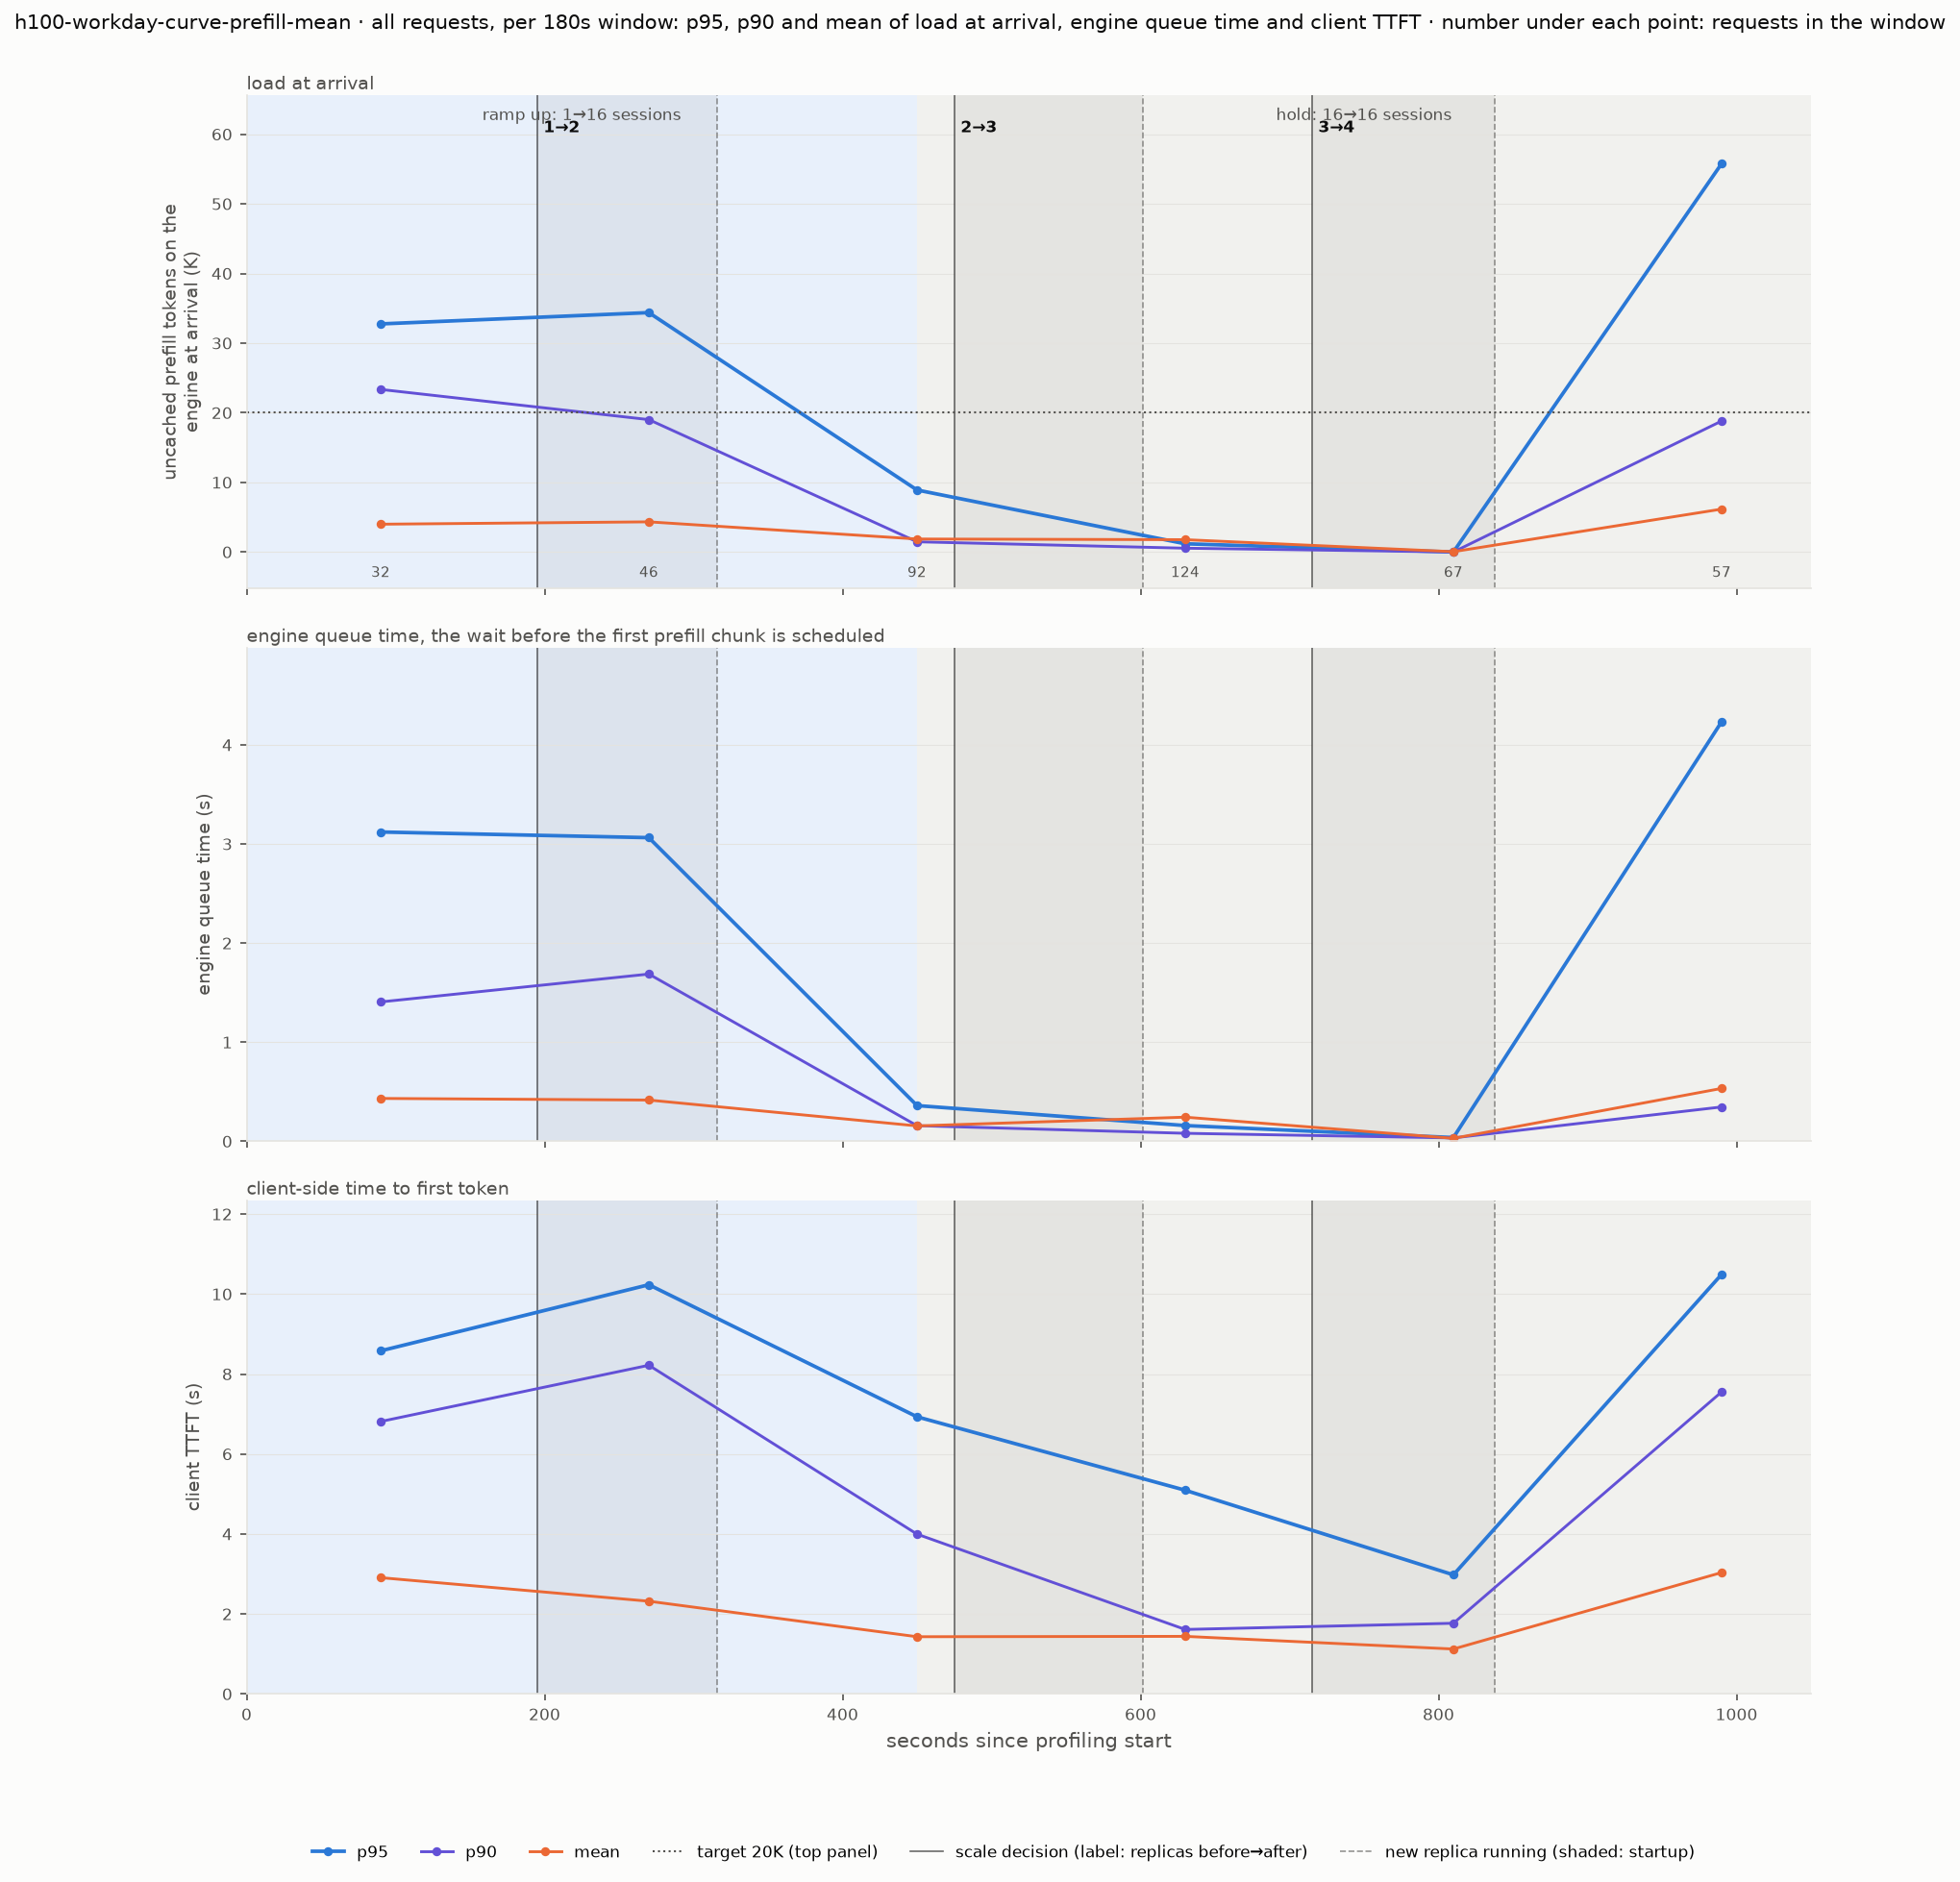 h100-workday-curve-prefill-mean · all requests, per 180s window: p95, p90 and mean of load at arrival, engine queue time and client TTFT · number under each point: requests in the window
load at arrival
ramp up: 1→16 sessions
hold: 16→16 sessions
1→2
2→3
3→4
uncached prefill tokens on the
engine at arrival (K)
60
50
40
30
20
10
0
32
46
92
124
67
57
engine queue time, the wait before the first prefill chunk is scheduled
engine queue time (s)
4
3
2
1
0
client-side time to first token
client TTFT (s)
12
10
8
6
4
2
0
0
200
400
600
800
1000
seconds since profiling start
p95
p90
mean
target 20K (top panel)
scale decision (label: replicas before→after)
new replica running (shaded: startup)